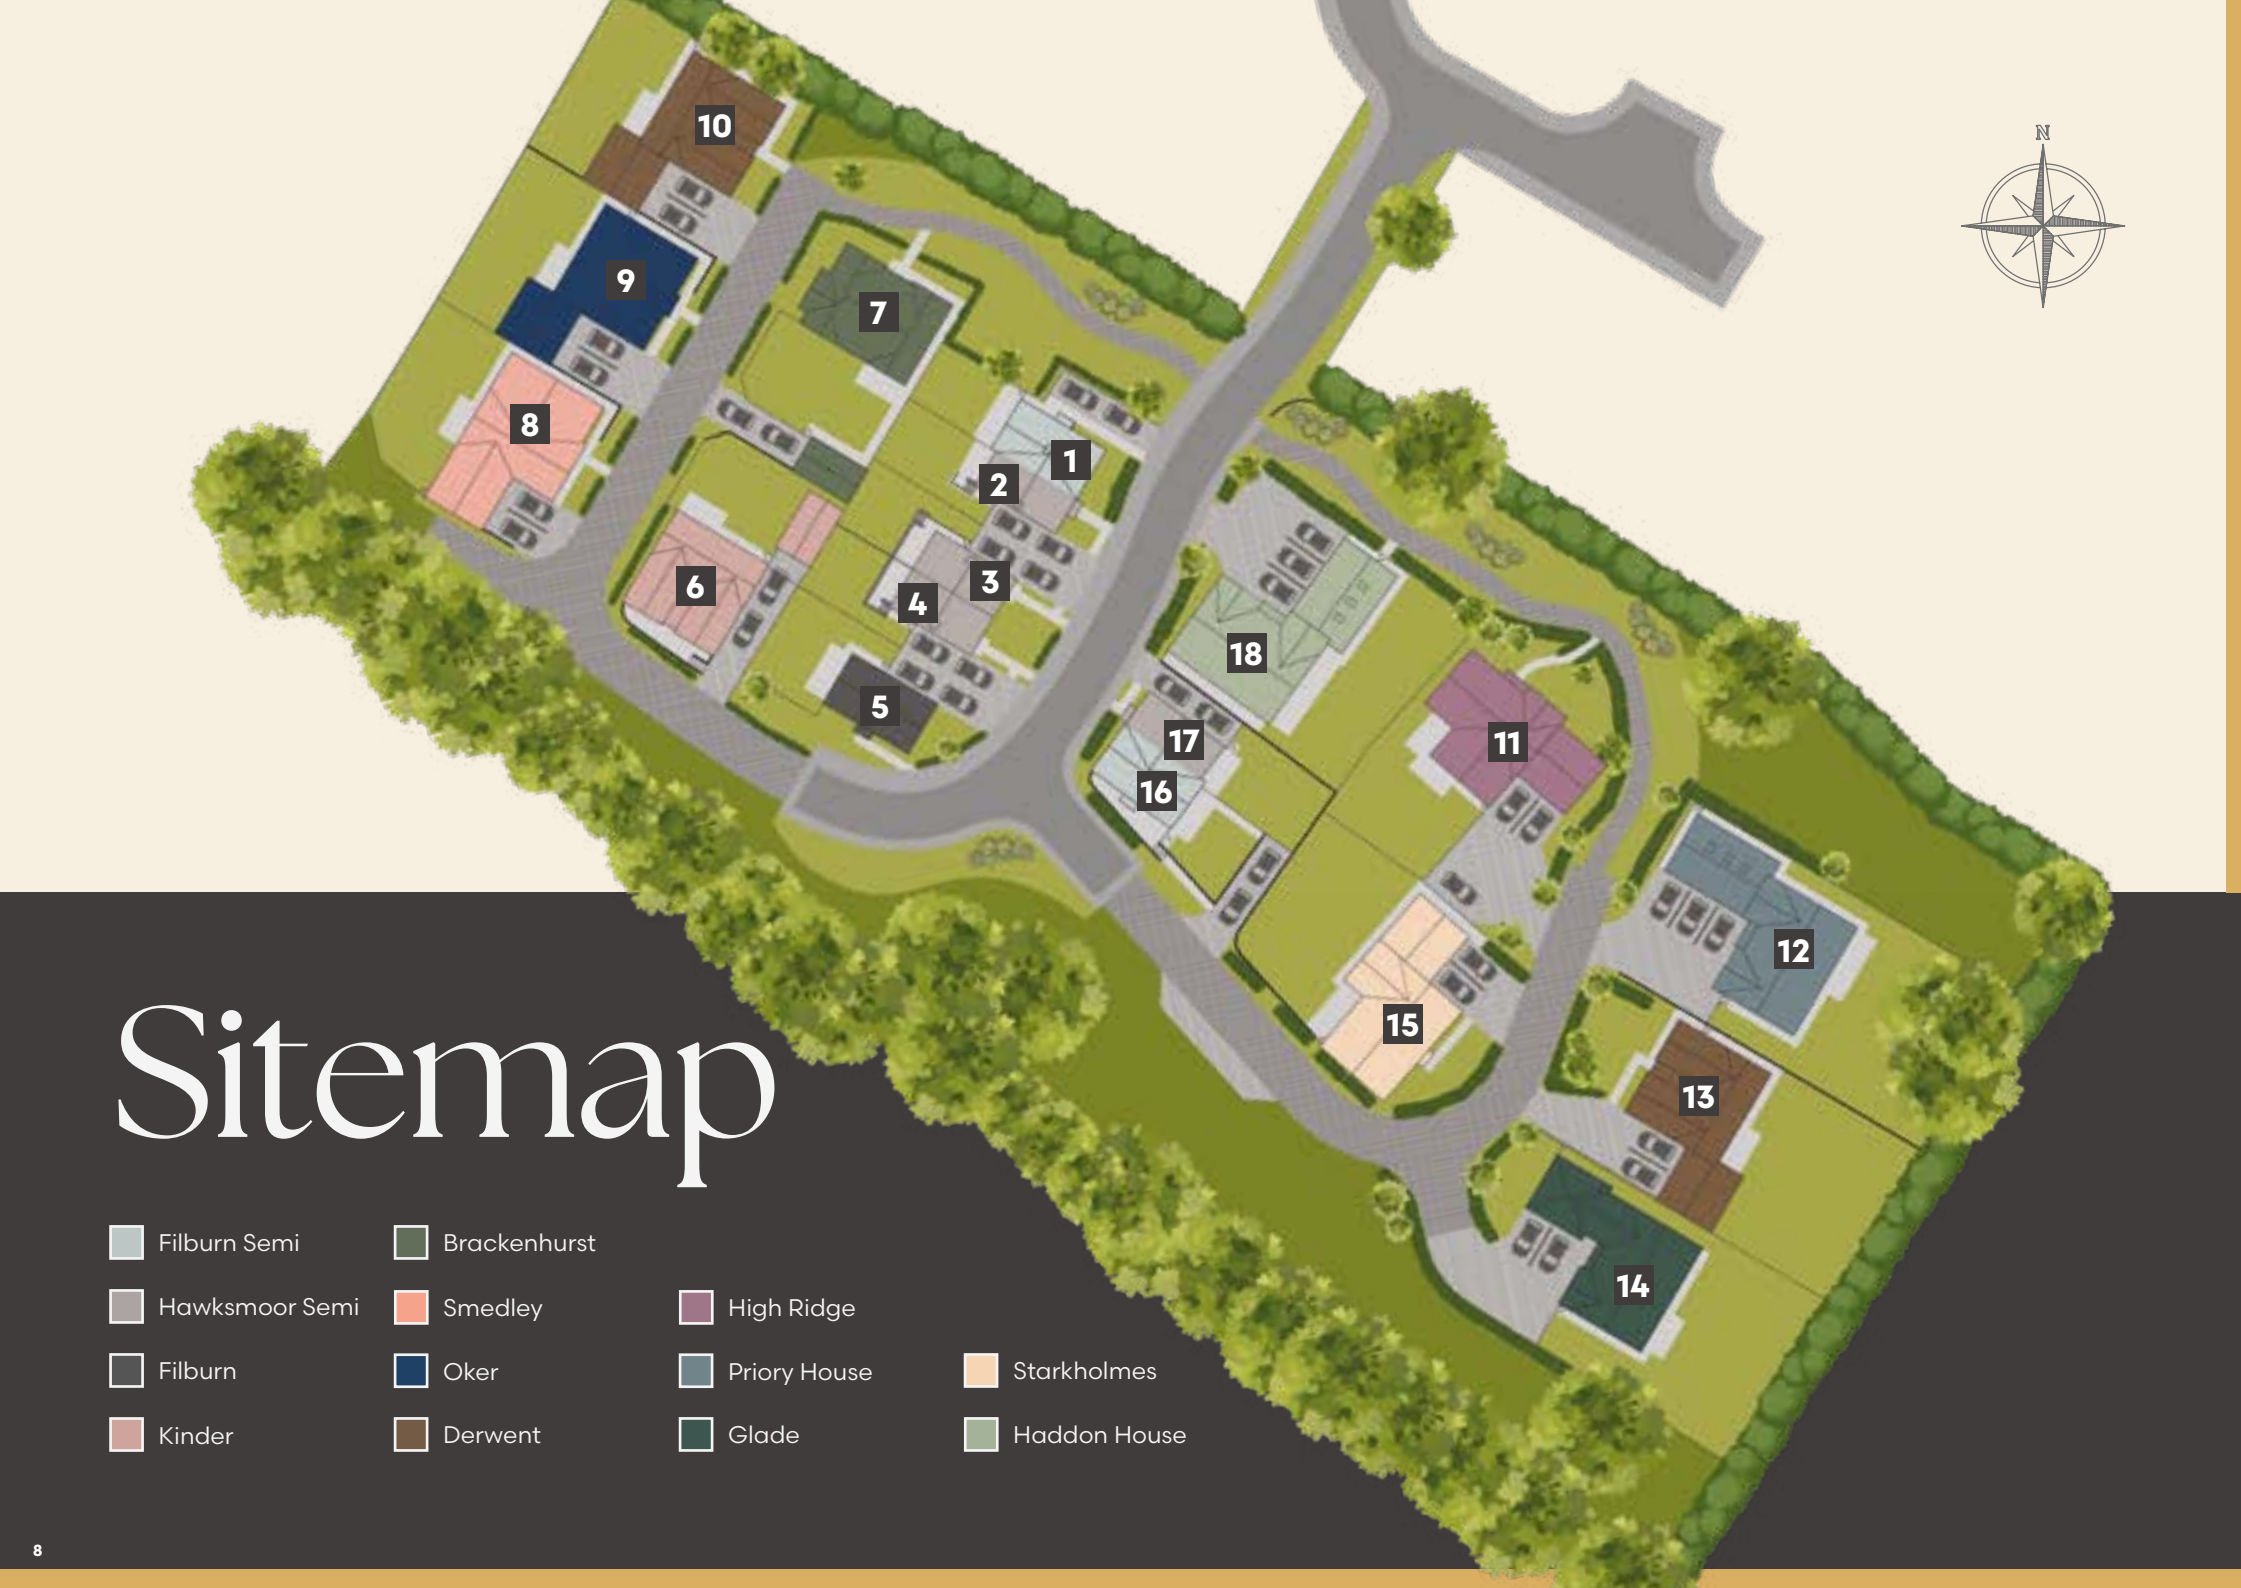 N
10
9
7
8
1
2
6
3
4
18
5
17
11
16
12
15
13
14
Sitemap
Filburn Semi
Hawksmoor Semi
Filburn
Kinder
Brackenhurst
Smedley
Oker
Derwent
High Ridge
Priory House
Glade
Starkholmes
Haddon House
8